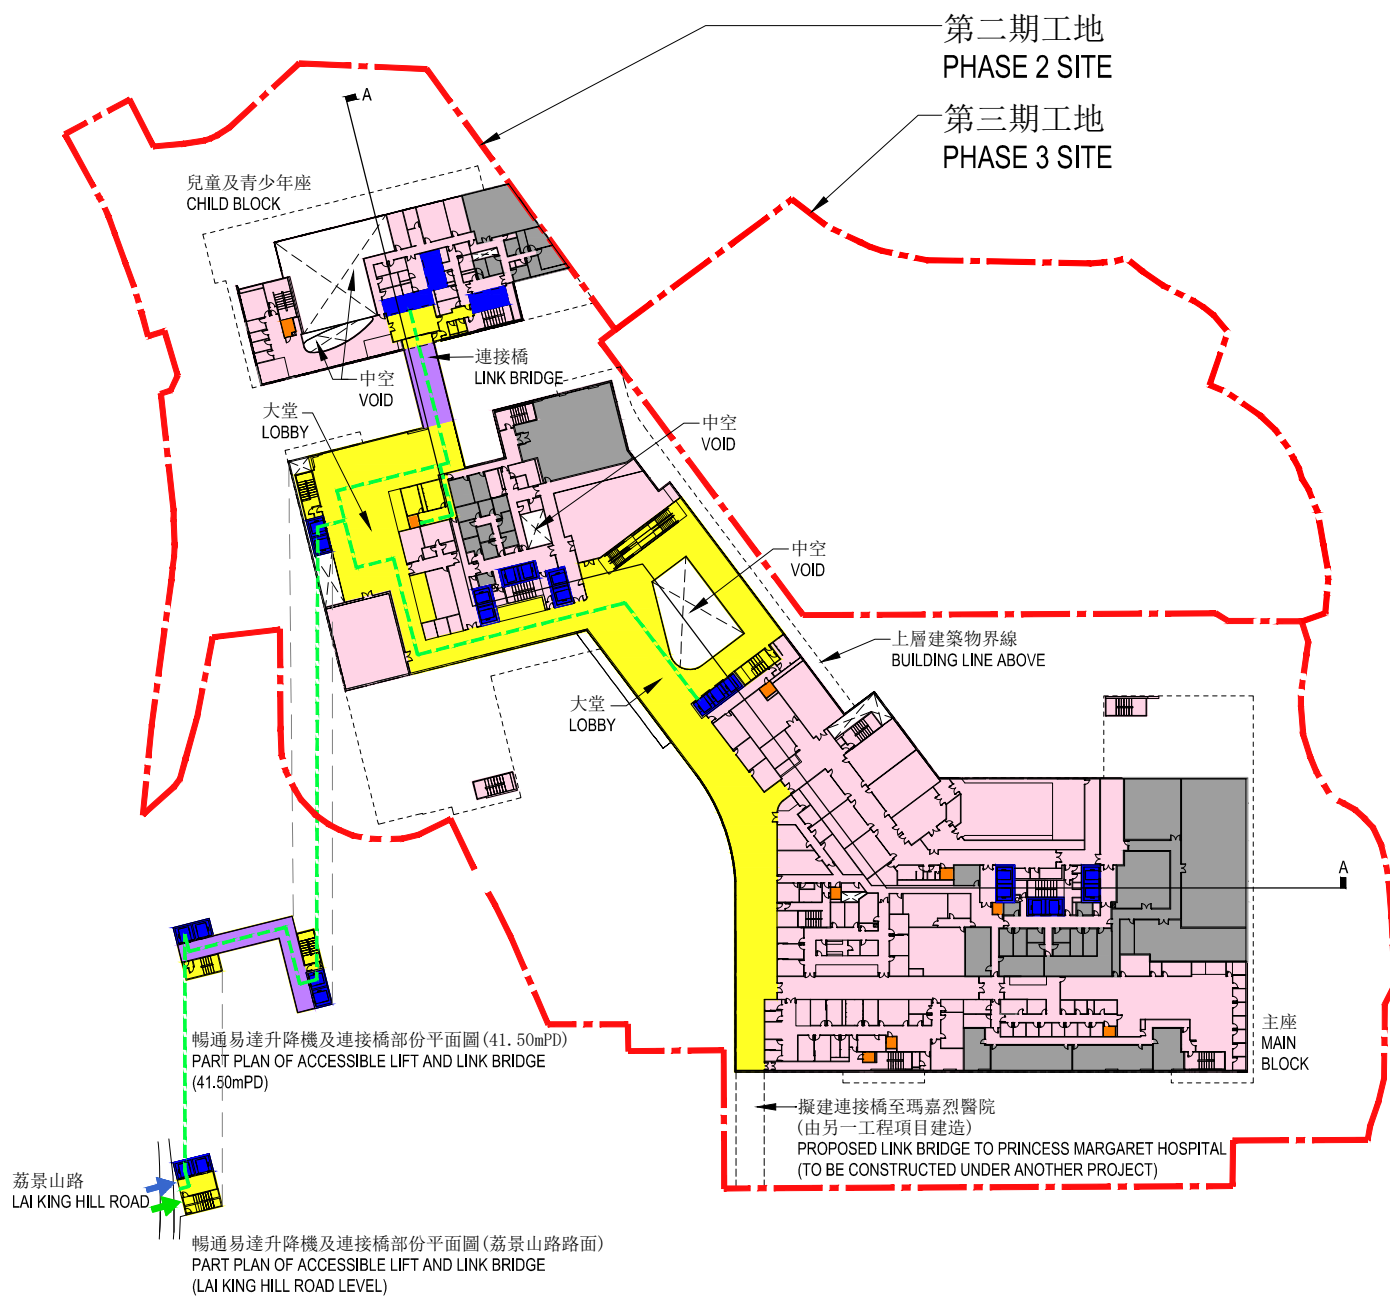 第二期工地
PHASE 2 SITE
第三期工地
PHASE 3 SITE
A
兒童及青少年座
CHILD BLOCK
連接橋
LINK BRIDGE
中空
VOID
大堂
LOBBY
中空
VOID
中空
VOID
上層建築物界線
BUILDING LINE ABOVE
大堂
LOBBY
A
主座
MAIN
BLOCK
暢通易達升降機及連接橋部份平面圖(41.50mPD)
PART PLAN OF ACCESSIBLE LIFT AND LINK BRIDGE
(41.50mPD)
擬建連接橋至瑪嘉烈醫院
(由另一工程項目建造)
PROPOSED LINK BRIDGE TO PRINCESS MARGARET HOSPITAL
(TO BE CONSTRUCTED UNDER ANOTHER PROJECT)
荔景山路
LAI KING HILL ROAD
暢通易達升降機及連接橋部份平面圖(荔景山路路面)
PART PLAN OF ACCESSIBLE LIFT AND LINK BRIDGE
(LAI KING HILL ROAD LEVEL)